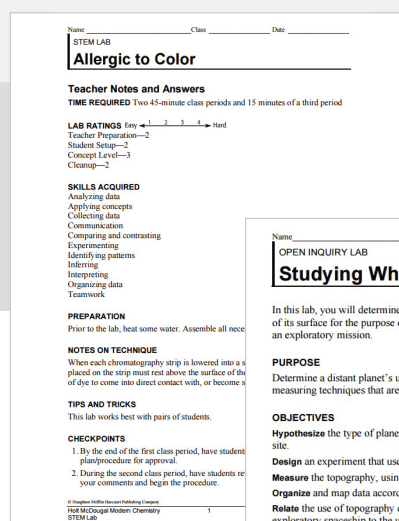 Name Class Date
STEM LAB
Allergic to Color
Teacher Notes and Answers
TIME REQUIRED Two 45-minute class periods and 15 minutes of a third period
LAB RATINGS Easy 1 2 3 4 Hard
Teacher Preparation—2
Student Setup—2
Concept Level—3
Cleanup—2
SKILLS ACQUIRED
Analyzing data
Applying concepts
Collecting data
Communication
Comparing and contrasting
Experimenting
Identifying patterns
Inferring
Interpreting
Organizing data
Teamwork
PREPARATION
Prior to the lab, heat some water. Assemble all nece
NOTES ON TECHNIQUE
When each chromatography strip is lowered into a s
placed on the strip must rest above the surface of the
of dye to come into direct contact with, or become s
TIPS AND TRICKS
This lab works best with pairs of students.
CHECKPOINTS
1. By the end of the first class period, have students
plan/procedure for approval.
2. During the second class period, have students re
your comments and begin the procedure.
© Houghton Mifflin Harcourt Publishing Company
Holt McDougal Modern Chemistry 1
STEM Lab
Name
OPEN INQUIRY LAB
Studying Wh
In this lab, you will determine
of its surface for the purpose o
an exploratory mission.
PURPOSE
Determine a distant planet's u
measuring techniques that are
OBJECTIVES
Hypothesize the type of plane
site.
Design an experiment that use
Measure the topography, usin
Organize and map data accord
Relate the use of topography d
exploratory spaceship to the u